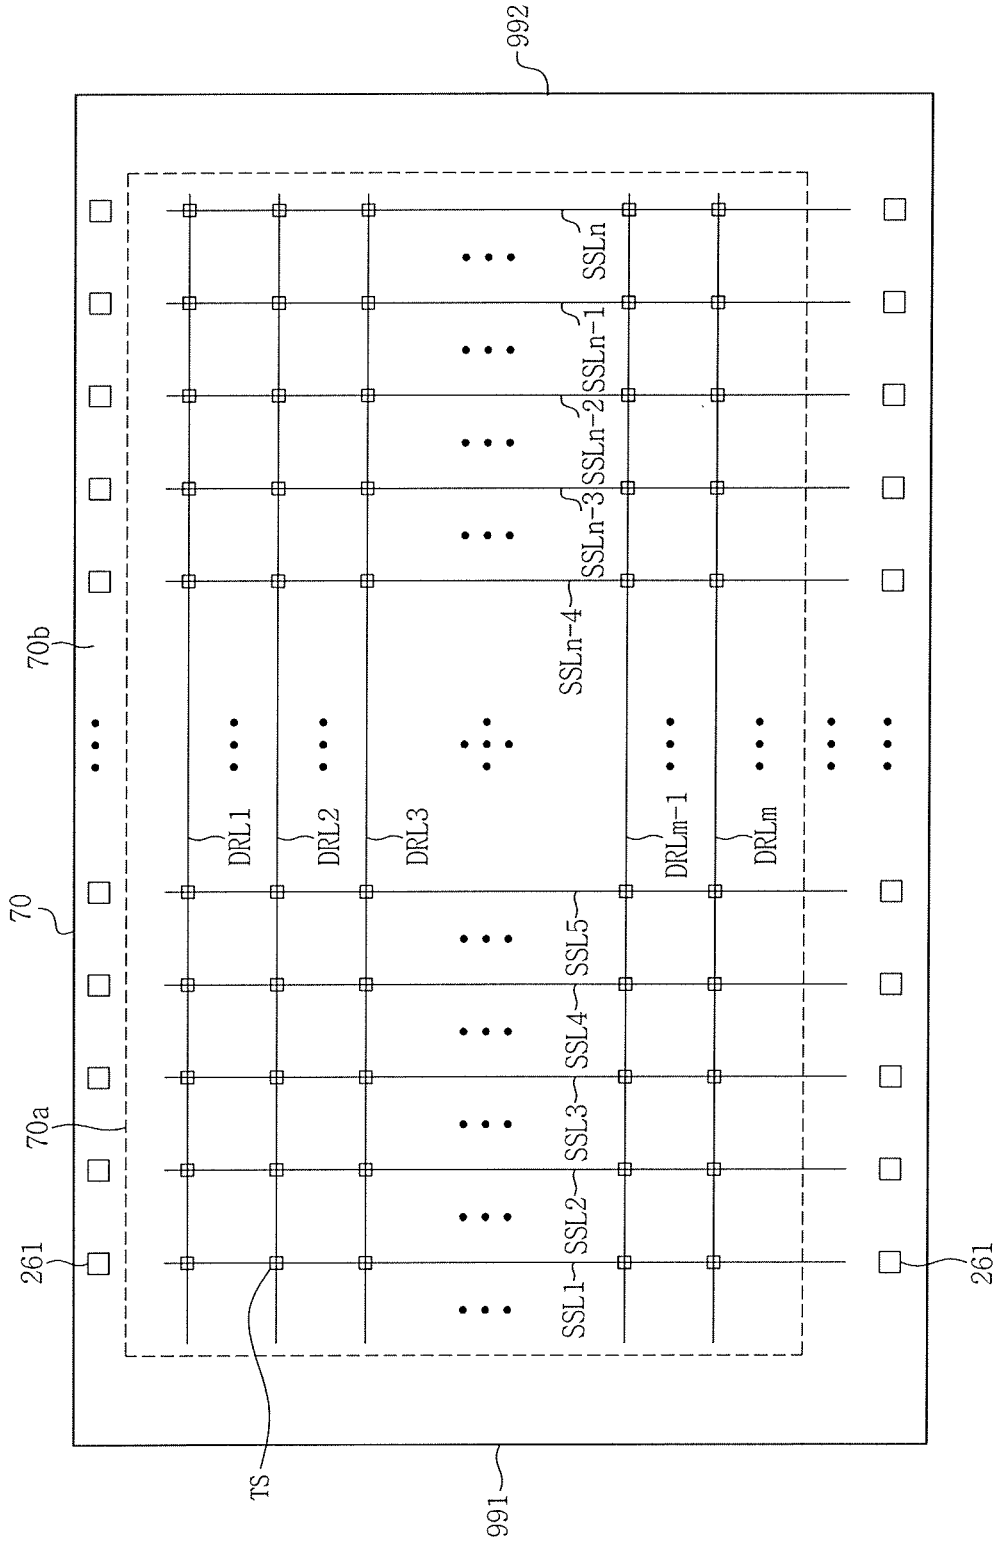 261
70a
70
70b
TS
DRL1
DRL2
DRL3
DRLm-1
DRLm
SSL1
SSL2
SSL3
SSL4
SSL5
SSLn-4
SSLn-3
SSLn-2
SSLn-1
SSLn
991
992
261